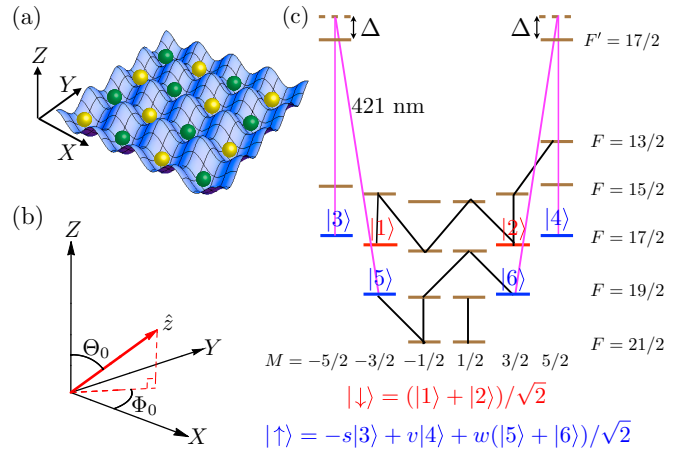 (a)
Z
Y
X
(b)
Z
ẑ
Θ₀
Y
Φ₀
X
(c)
Δ
Δ
F′ = 17/2
421 nm
F = 13/2
F = 15/2
|3⟩ |1⟩ |2⟩ |4⟩
F = 17/2
|5⟩ |6⟩
F = 19/2
F = 21/2
M = −5/2 −3/2 −1/2 1/2 3/2 5/2
|↓⟩ = (|1⟩ + |2⟩)/√2
|↑⟩ = −s|3⟩ + v|4⟩ + w(|5⟩ + |6⟩)/√2